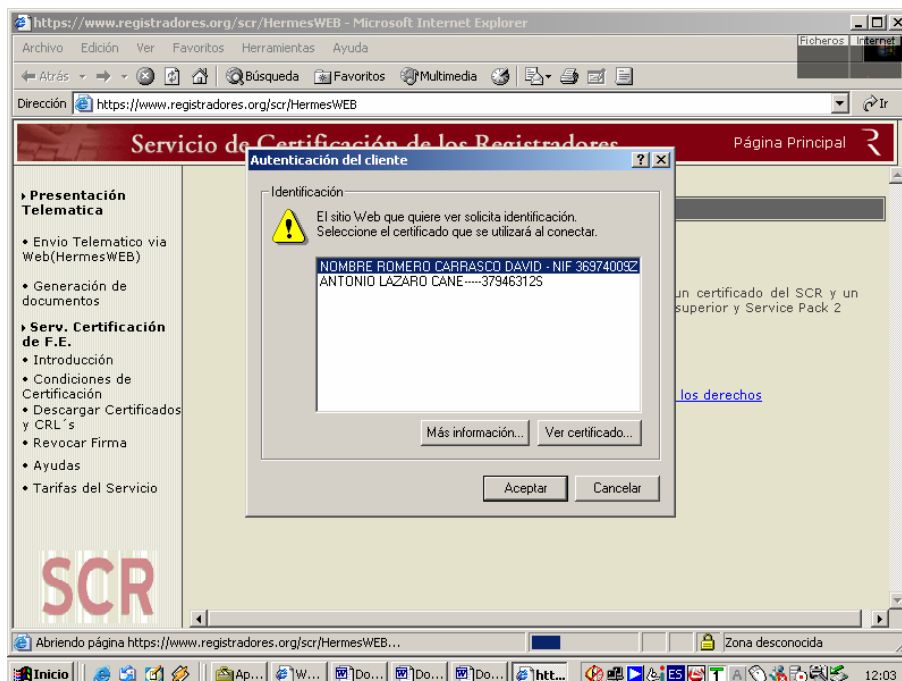 https://www.registradores.org/scr/HermesWEB - Microsoft Internet Explorer
Archivo Edición Ver Favoritos Herramientas Ayuda
Ficheros Internet
Atrás Búsqueda Favoritos Multimedia
Dirección https://www.registradores.org/scr/HermesWEB Ir
Servicio de Certificación de los Registradores Página Principal
Presentación
Telematica
• Envio Telematico via
Web(HermesWEB)
• Generación de
documentos
Serv. Certificación
de F.E.
• Introducción
• Condiciones de
Certificación
• Descargar Certificados
y CRL´s
• Revocar Firma
• Ayudas
• Tarifas del Servicio
SCR
Autenticación del cliente
Identificación
El sitio Web que quiere ver solicita identificación.
Seleccione el certificado que se utilizará al conectar.
NOMBRE ROMERO CARRASCO DAVID - NIF 36974009Z
ANTONIO LAZARO CANE-----37946312S
Más información... Ver certificado...
Aceptar Cancelar
un certificado del SCR y un
superior y Service Pack 2
los derechos
Abriendo página https://www.registradores.org/scr/HermesWEB... Zona desconocida
Inicio Ap... W... Do... Do... Do... htt... ES T A 12:03